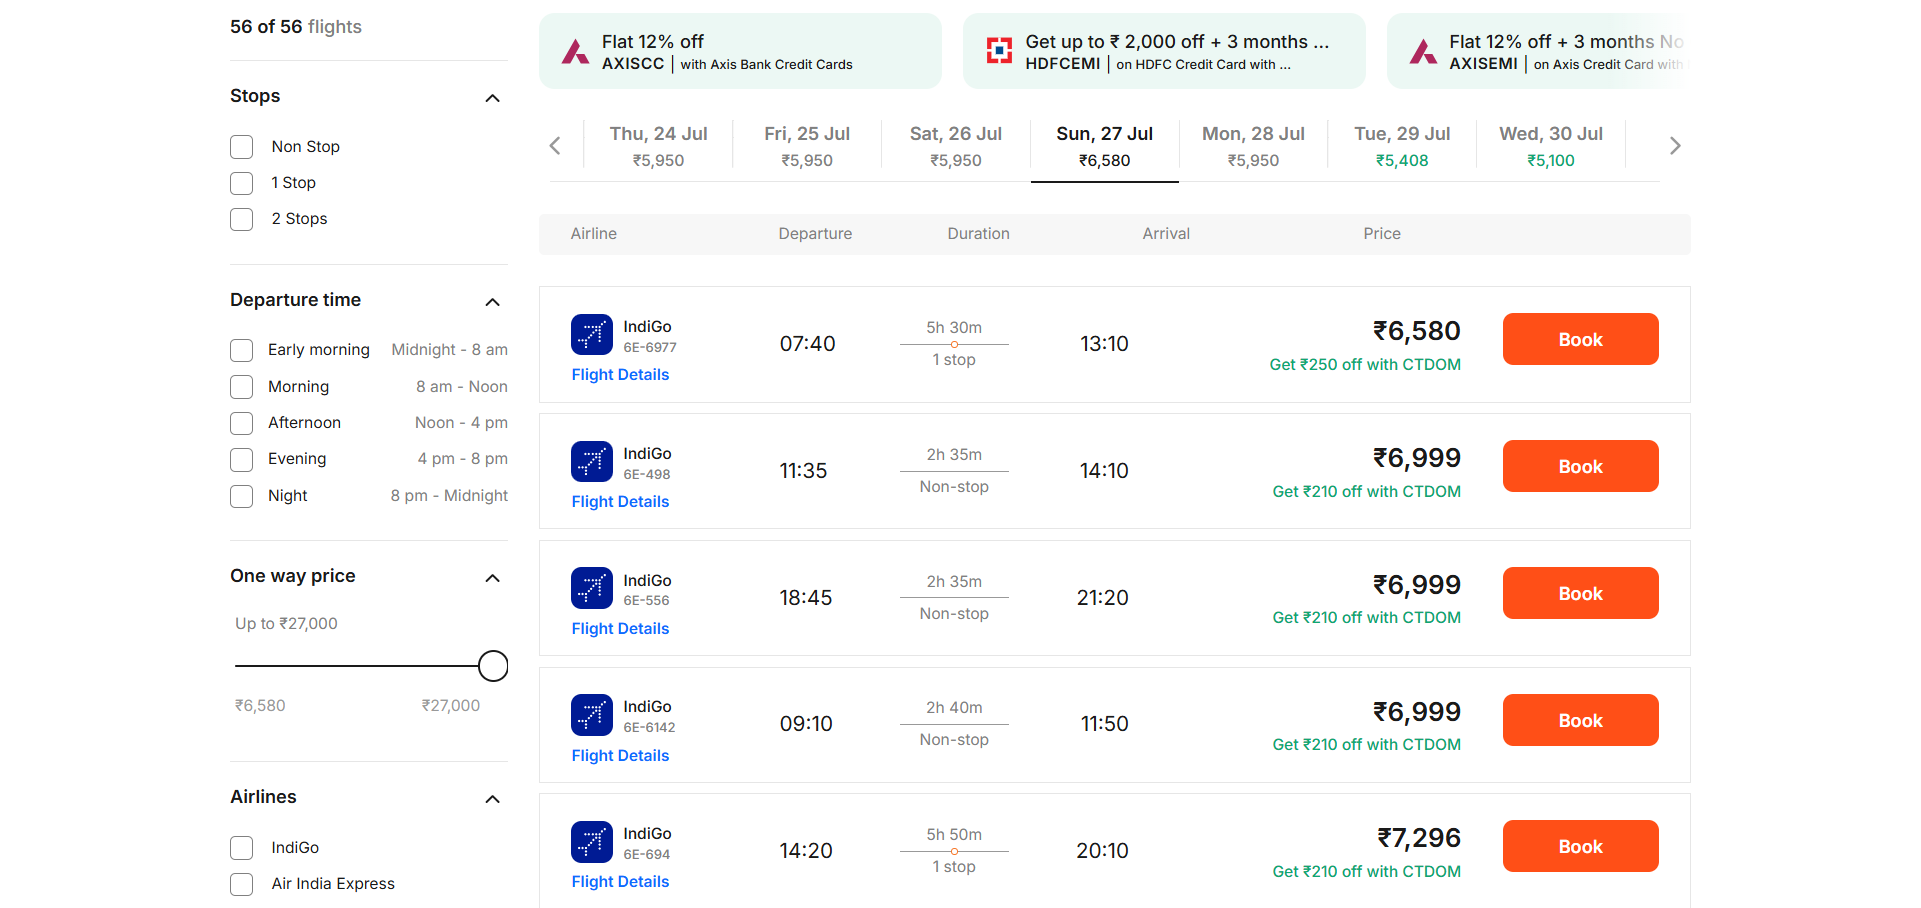 56 of 56 flights
Stops
Non Stop
1 Stop
2 Stops
Departure time
Early morning Midnight - 8 am
Morning 8 am - Noon
Afternoon Noon - 4 pm
Evening 4 pm - 8 pm
Night 8 pm - Midnight
One way price
Up to ₹27,000
₹6,580 ₹27,000
Airlines
IndiGo
Air India Express
Flat 12% off
AXISCC | with Axis Bank Credit Cards
Get up to ₹ 2,000 off + 3 months ...
HDFCEMI | on HDFC Credit Card with ...
Flat 12% off + 3 months No
AXISEMI | on Axis Credit Card with
Thu, 24 Jul
₹5,950
Fri, 25 Jul
₹5,950
Sat, 26 Jul
₹5,950
Sun, 27 Jul
₹6,580
Mon, 28 Jul
₹5,950
Tue, 29 Jul
₹5,408
Wed, 30 Jul
₹5,100
Airline Departure Duration Arrival Price
IndiGo
6E-6977
Flight Details
07:40
5h 30m
1 stop
13:10
₹6,580
Get ₹250 off with CTDOM
Book
IndiGo
6E-498
Flight Details
11:35
2h 35m
Non-stop
14:10
₹6,999
Get ₹210 off with CTDOM
Book
IndiGo
6E-556
Flight Details
18:45
2h 35m
Non-stop
21:20
₹6,999
Get ₹210 off with CTDOM
Book
IndiGo
6E-6142
Flight Details
09:10
2h 40m
Non-stop
11:50
₹6,999
Get ₹210 off with CTDOM
Book
IndiGo
6E-694
Flight Details
14:20
5h 50m
1 stop
20:10
₹7,296
Get ₹210 off with CTDOM
Book